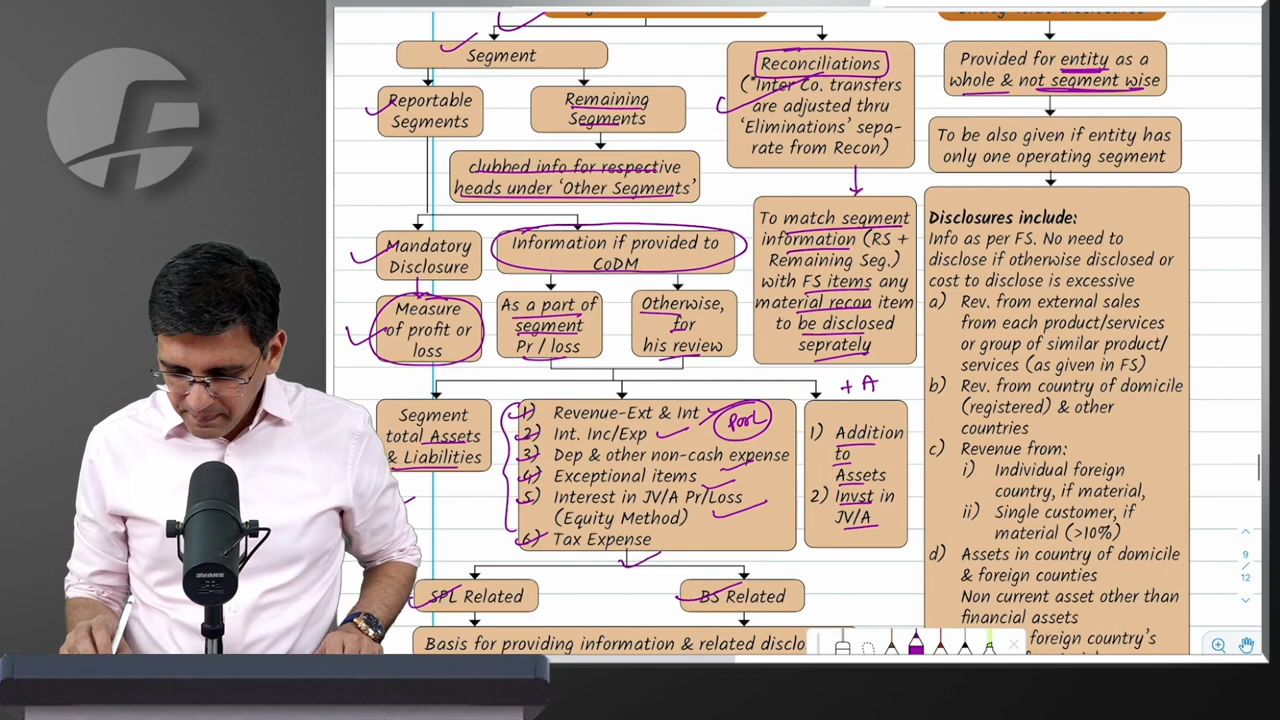 Segment
Reportable
Segments
Remaining
Segments
clubbed info for respective
heads under 'Other Segments'
Reconciliations
(*Inter Co. transfers
are adjusted thru
'Eliminations' sepa-
rate from Recon)
Provided for entity as a
whole & not segment wise
To be also given if entity has
only one operating segment
Mandatory
Disclosure
Information if provided to
CoDM
Measure
of profit or
loss
As a part of
segment
Pr / loss
Otherwise,
for
his review
To match segment
information (RS +
Remaining Seg.)
with FS items any
material recon item
to be disclosed
seprately
+ A
Segment
total Assets
& Liabilities
1) Revenue-Ext & Int
PorL
2) Int. Inc/Exp
3) Dep & other non-cash expense
4) Exceptional items
5) Interest in JV/A Pr/Loss
(Equity Method)
6) Tax Expense
1) Addition
to
Assets
2) Invst in
JV/A
SPL Related
BS Related
Basis for providing information & related disclo
Disclosures include:
Info as per FS. No need to
disclose if otherwise disclosed or
cost to disclose is excessive
a) Rev. from external sales
from each product/services
or group of similar product/
services (as given in FS)
b) Rev. from country of domicile
(registered) & other
countries
c) Revenue from:
i) Individual foreign
country, if material,
ii) Single customer, if
material (>10%)
d) Assets in country of domicile
& foreign counties
Non current asset other than
financial assets
foreign country's
9
/
12
SHURE